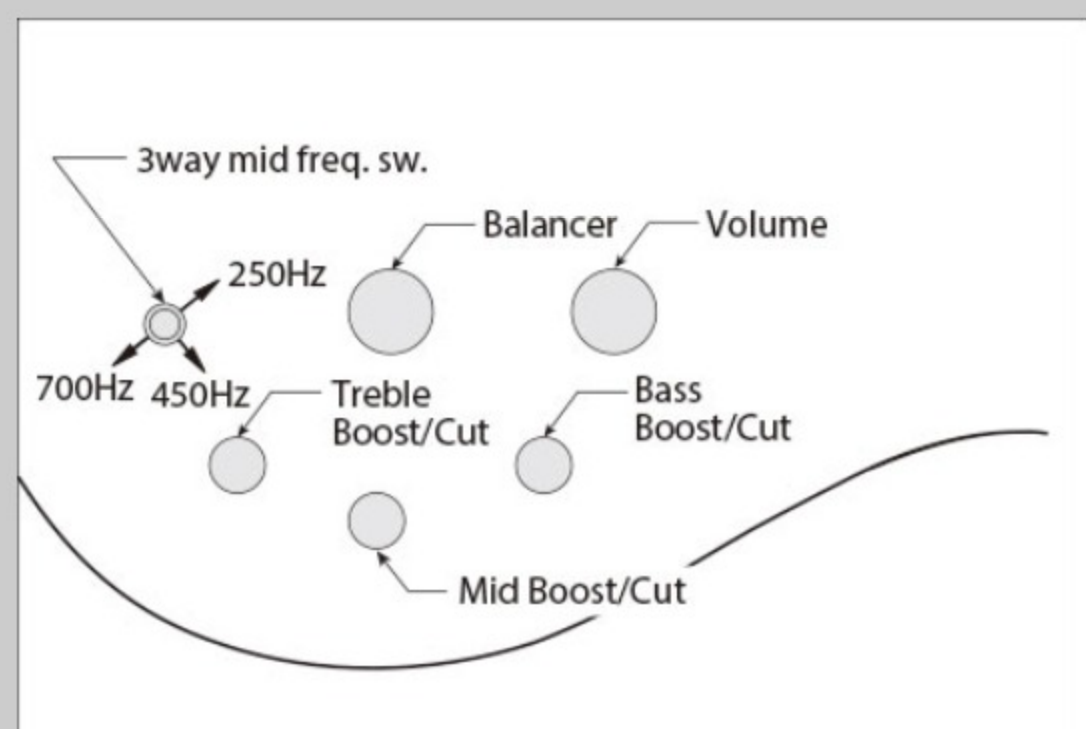 3way mid freq. sw.
Balancer
Volume
250Hz
700Hz
450Hz
Treble
Boost/Cut
Bass
Boost/Cut
Mid Boost/Cut